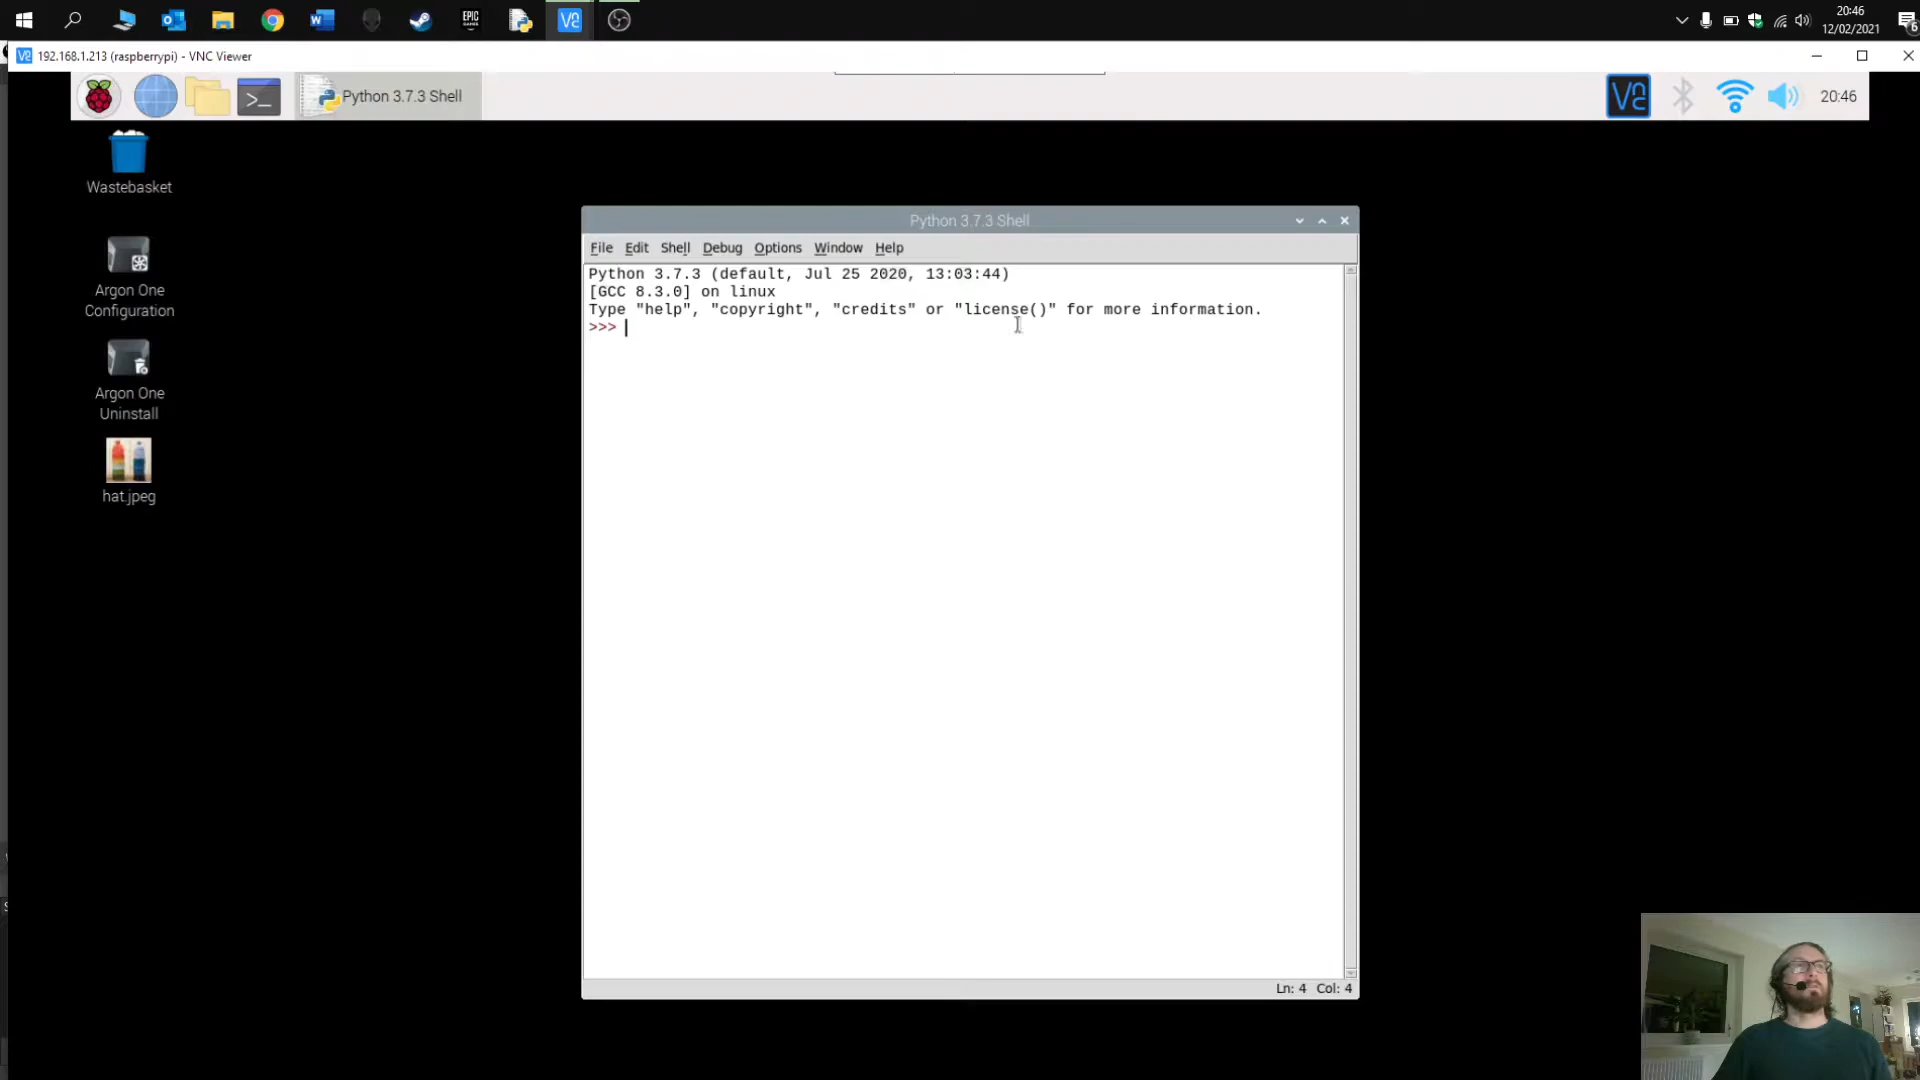 20:46
12/02/2021
EPIC
GAMES
6
192.168.1.213 (raspberrypi) - VNC Viewer
Python 3.7.3 Shell
20:46
Wastebasket
Argon One
Configuration
Argon One
Uninstall
hat.jpeg
Python 3.7.3 Shell
File Edit Shell Debug Options Window Help
Python 3.7.3 (default, Jul 25 2020, 13:03:44)
[GCC 8.3.0] on linux
Type "help", "copyright", "credits" or "license()" for more information.
>>>
Ln: 4 Col: 4